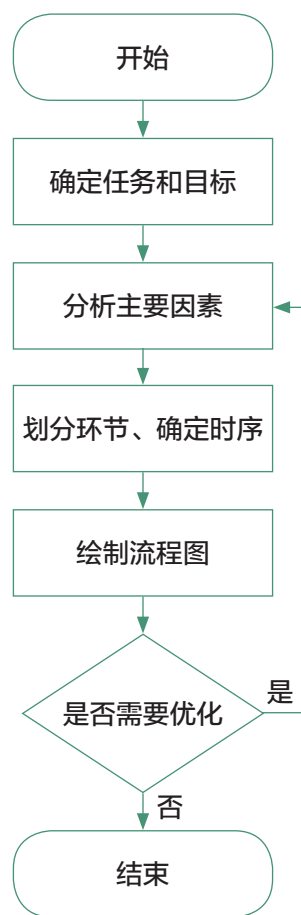 开始
确定任务和目标
分析主要因素
划分环节、确定时序
绘制流程图
是否需要优化
是
否
结束